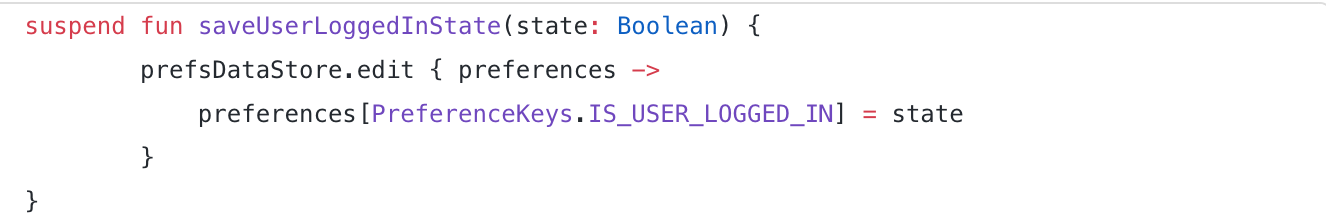 suspend fun saveUserLoggedInState(state: Boolean) {
        prefsDataStore.edit { preferences ->
            preferences[PreferenceKeys.IS_USER_LOGGED_IN] = state
        }
}